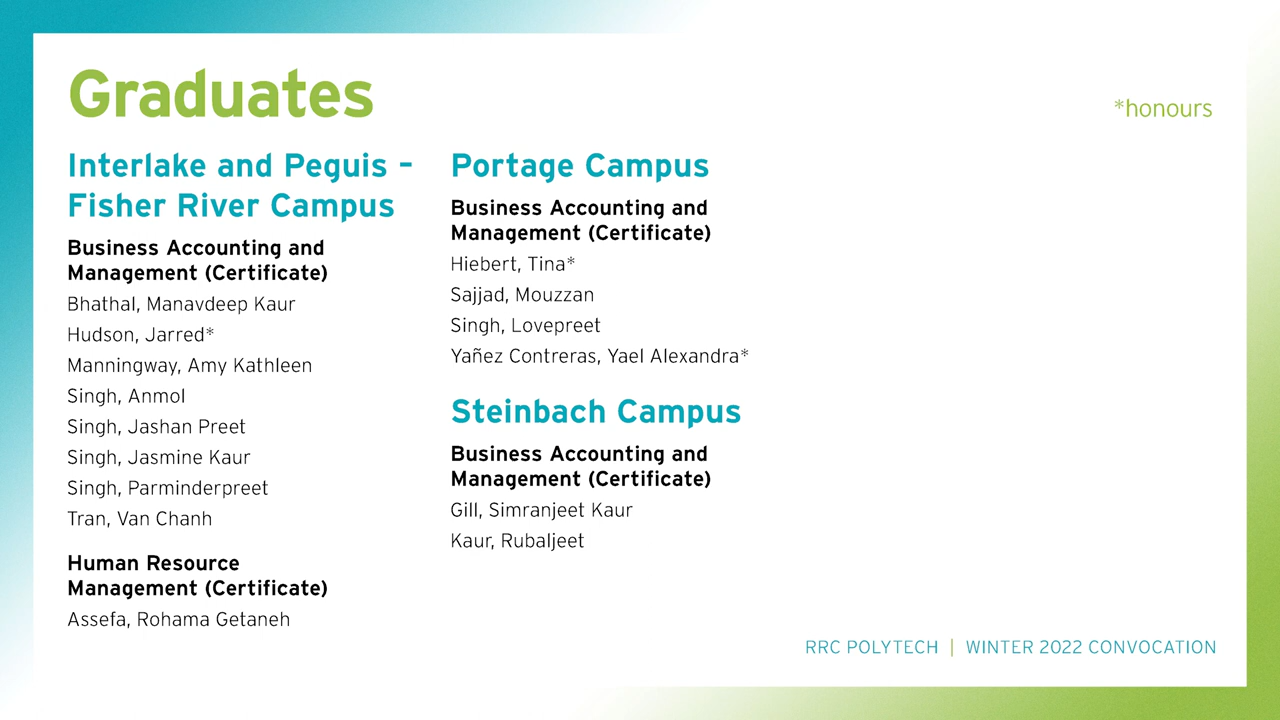 Graduates
*honours
Interlake and Peguis –
Fisher River Campus
Business Accounting and
Management (Certificate)
Bhathal, Manavdeep Kaur
Hudson, Jarred*
Manningway, Amy Kathleen
Singh, Anmol
Singh, Jashan Preet
Singh, Jasmine Kaur
Singh, Parminderpreet
Tran, Van Chanh
Human Resource
Management (Certificate)
Assefa, Rohama Getaneh
Portage Campus
Business Accounting and
Management (Certificate)
Hiebert, Tina*
Sajjad, Mouzzan
Singh, Lovepreet
Yañez Contreras, Yael Alexandra*
Steinbach Campus
Business Accounting and
Management (Certificate)
Gill, Simranjeet Kaur
Kaur, Rubaljeet
RRC POLYTECH | WINTER 2022 CONVOCATION